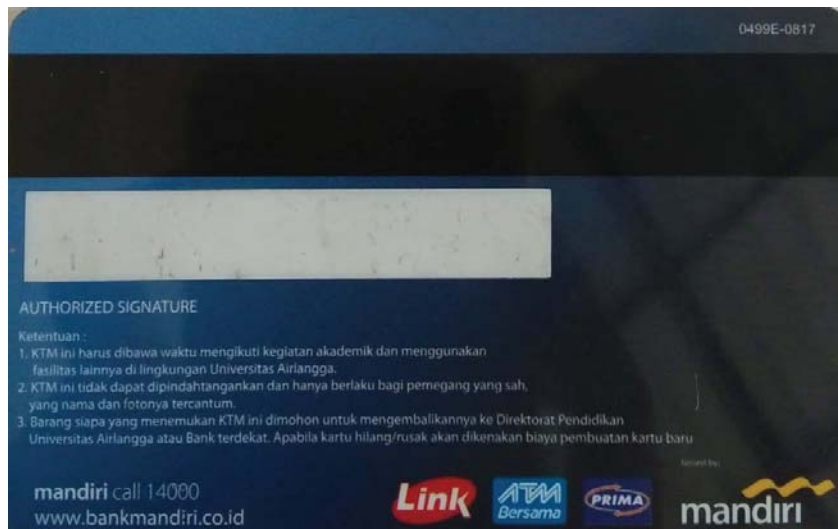 0499E-0817
AUTHORIZED SIGNATURE
Ketentuan :
1. KTM ini harus dibawa waktu mengikuti kegiatan akademik dan menggunakan
fasilitas lainnya di lingkungan Universitas Airlangga.
2. KTM ini tidak dapat dipindahtangankan dan hanya berlaku bagi pemegang yang sah,
yang nama dan fotonya tercantum.
3. Barang siapa yang menemukan KTM ini dimohon untuk mengembalikannya ke Direktorat Pendidikan
Universitas Airlangga atau Bank terdekat. Apabila kartu hilang/rusak akan dikenakan biaya pembuatan kartu baru
Issued by:
mandiri call 14000
www.bankmandiri.co.id
Link
ATM
Bersama
PRIMA
mandiri